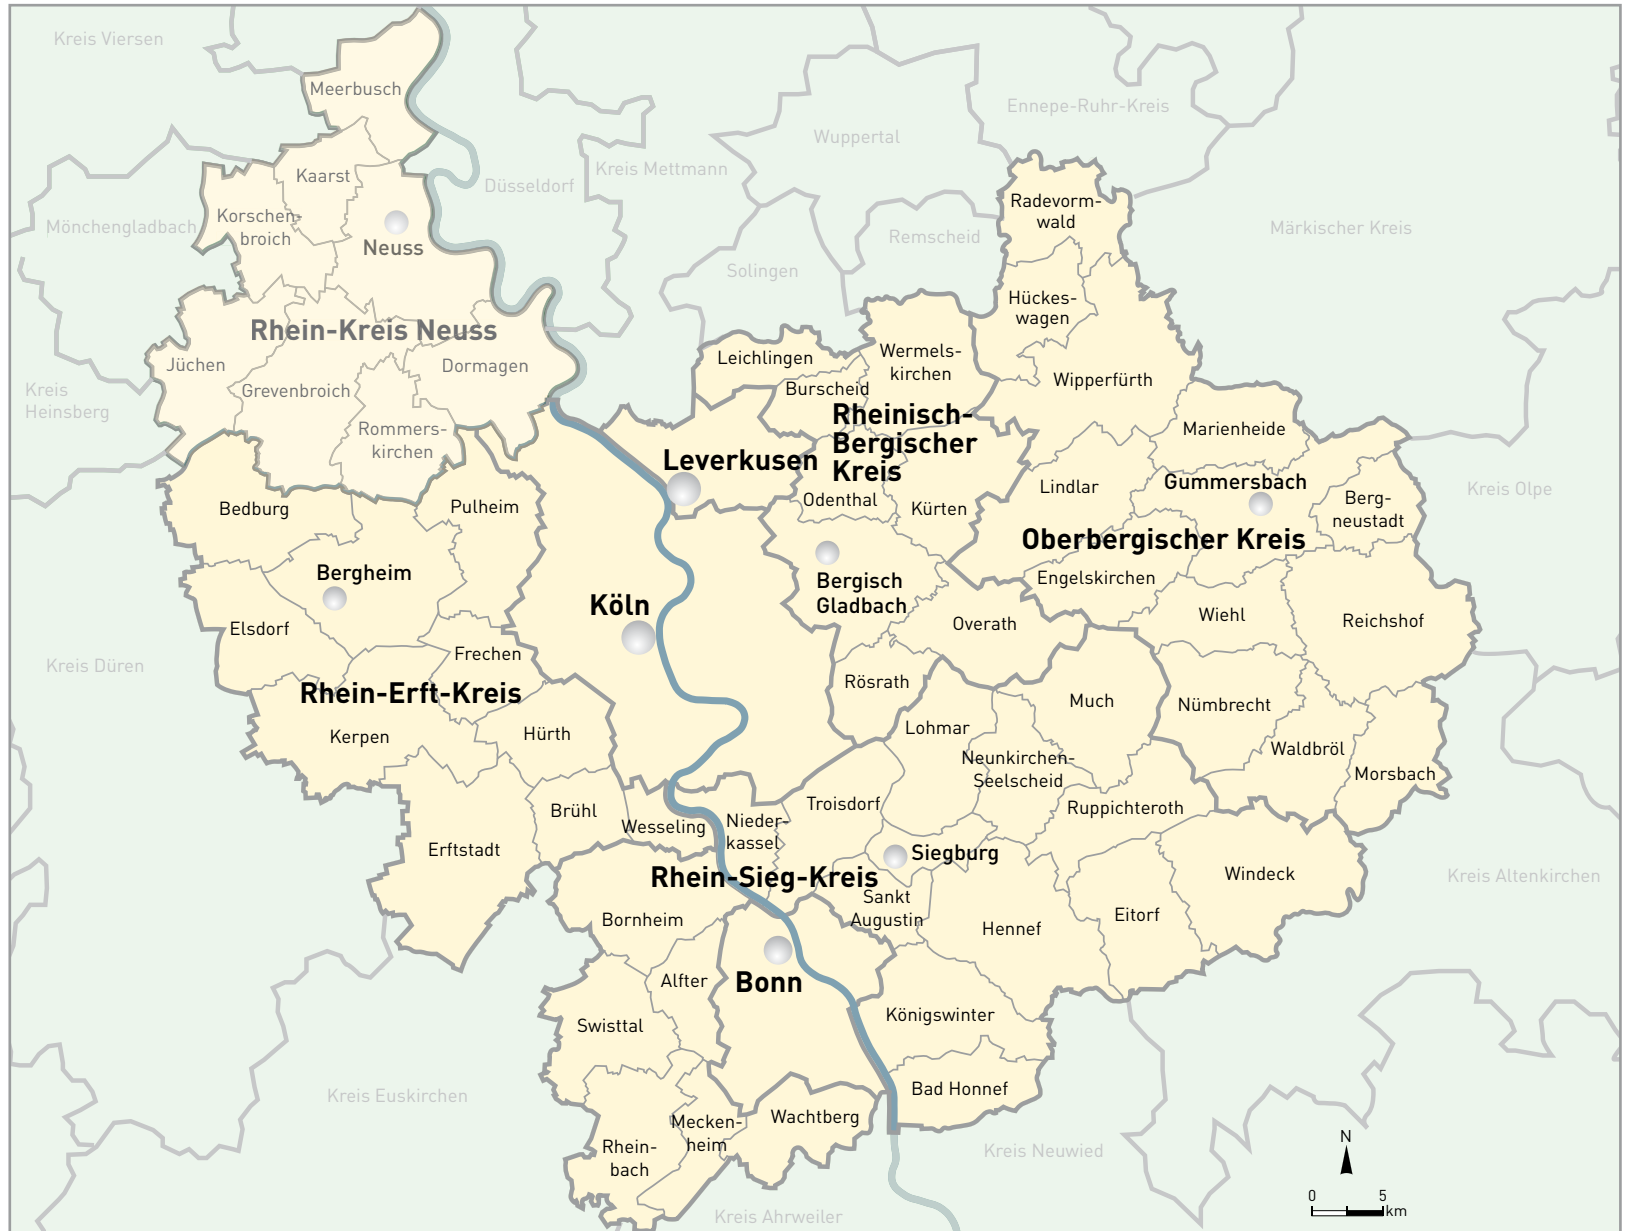 Kreis Viersen
Meerbusch
Ennepe-Ruhr-Kreis
Wuppertal
Kreis Mettmann
Kaarst
Düsseldorf
Radevorm-
wald
Korschen-
broich
Mönchengladbach
Neuss
Remscheid
Märkischer Kreis
Solingen
Hückes-
wagen
Rhein-Kreis Neuss
Leichlingen
Wermels-
kirchen
Jüchen
Dormagen
Burscheid
Wipperfürth
Grevenbroich
Kreis
Heinsberg
Rheinisch-
Bergischer
Kreis
Rommers-
kirchen
Marienheide
Leverkusen
Gummersbach
Lindlar
Kreis Olpe
Odenthal
Berg-
neustadt
Bedburg
Pulheim
Kürten
Oberbergischer Kreis
Bergheim
Bergisch
Gladbach
Engelskirchen
Köln
Wiehl
Reichshof
Elsdorf
Overath
Frechen
Kreis Düren
Rösrath
Rhein-Erft-Kreis
Much
Nümbrecht
Kerpen
Hürth
Lohmar
Waldbröl
Neunkirchen-
Seelscheid
Morsbach
Brühl
Troisdorf
Ruppichteroth
Wesseling
Nieder-
kassel
Erftstadt
Siegburg
Windeck
Kreis Altenkirchen
Rhein-Sieg-Kreis
Sankt
Augustin
Bornheim
Eitorf
Hennef
Alfter
Bonn
Königswinter
Swisttal
Bad Honnef
Kreis Euskirchen
Wachtberg
Mecken-
heim
Rhein-
bach
Kreis Neuwied
Kreis Ahrweiler
N
0 5
km